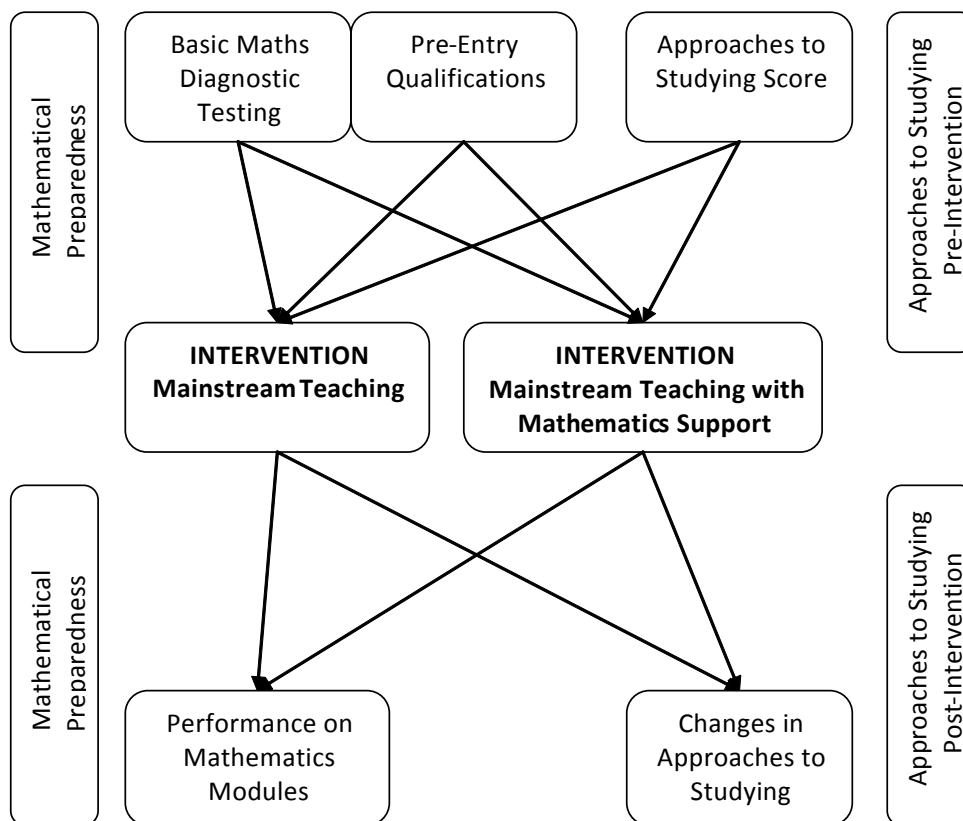 Mathematical
Preparedness
Basic Maths
Diagnostic
Testing
Pre-Entry
Qualifications
Approaches to
Studying Score
Approaches to Studying
Pre-Intervention
INTERVENTION
Mainstream Teaching
INTERVENTION
Mainstream Teaching with
Mathematics Support
Mathematical
Preparedness
Performance on
Mathematics
Modules
Changes in
Approaches to
Studying
Approaches to Studying
Post-Intervention